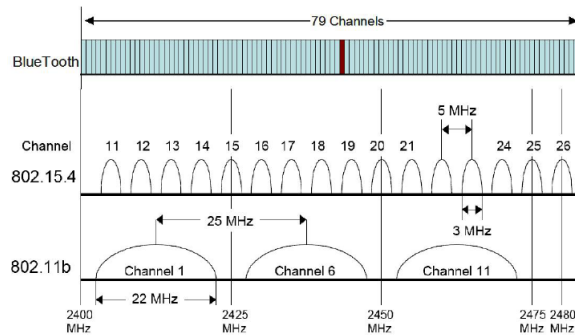 79 Channels
BlueTooth
5 MHz
Channel 11 12 13 14 15 16 17 18 19 20 21 24 25 26
802.15.4
25 MHz
3 MHz
802.11b Channel 1 Channel 6 Channel 11
22 MHz
2400 MHz 2425 MHz 2450 MHz 2475 MHz 2480 MHz